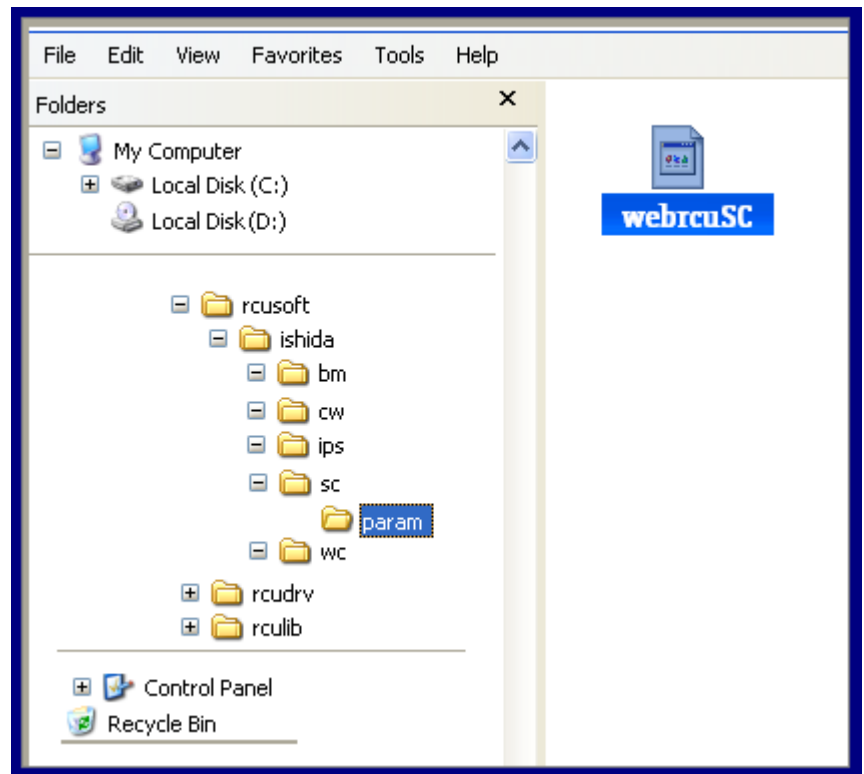 File Edit View Favorites Tools Help
Folders
My Computer
Local Disk (C:)
Local Disk (D:)
rcusoft
ishida
bm
cw
ips
sc
param
wc
rcudrv
rculib
Control Panel
Recycle Bin
webrcuSC